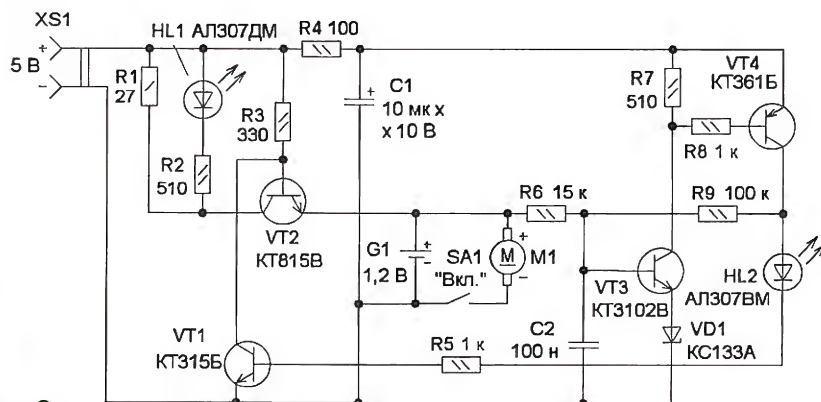 XS1
+
5 В
−
R1
27
HL1 АЛ307ДМ
R2
510
R3
330
R4 100
C1
+
10 мк х
х 10 В
VT2
КТ815В
VT1
КТ315Б
G1
1,2 В
+
−
SA1
"Вкл."
M
M1
+
−
R5 1 к
R6 15 к
C2
100 н
R7
510
R8 1 к
VT4
КТ361Б
R9 100 к
VT3
КТ3102В
HL2
АЛ307ВМ
VD1
КС133А